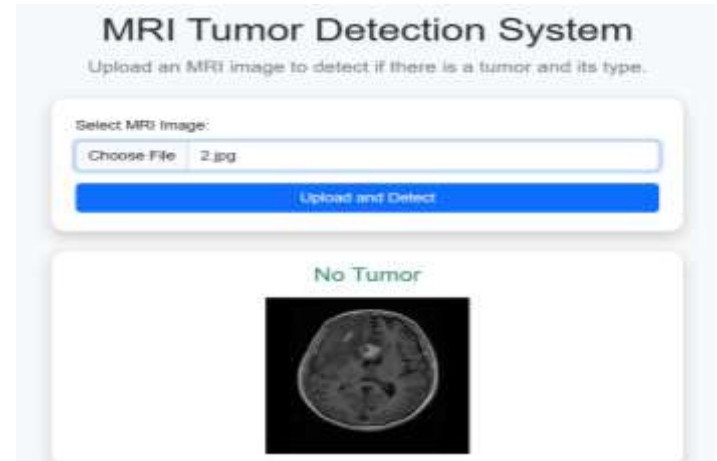 MRI Tumor Detection System
Upload an MRI image to detect if there is a tumor and its type.
Select MRI Image:
Choose File 2.jpg
Upload and Detect
No Tumor